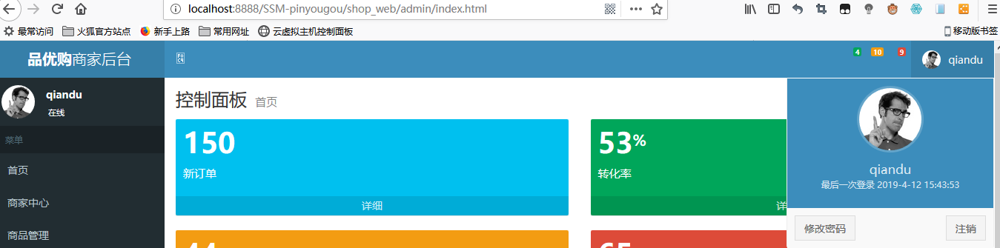 localhost:8888/SSM-pinyougou/shop_web/admin/index.html
最常访问 火狐官方站点 新手上路 常用网址 云虚拟主机控制面板 移动版书签
品优购商家后台 4 10 9 qiandu
qiandu
在线
菜单
首页
商家中心
商品管理
控制面板 首页
150
新订单
详细
53%
转化率
qiandu
最后一次登录 2019-4-12 15:43:53
修改密码 注销